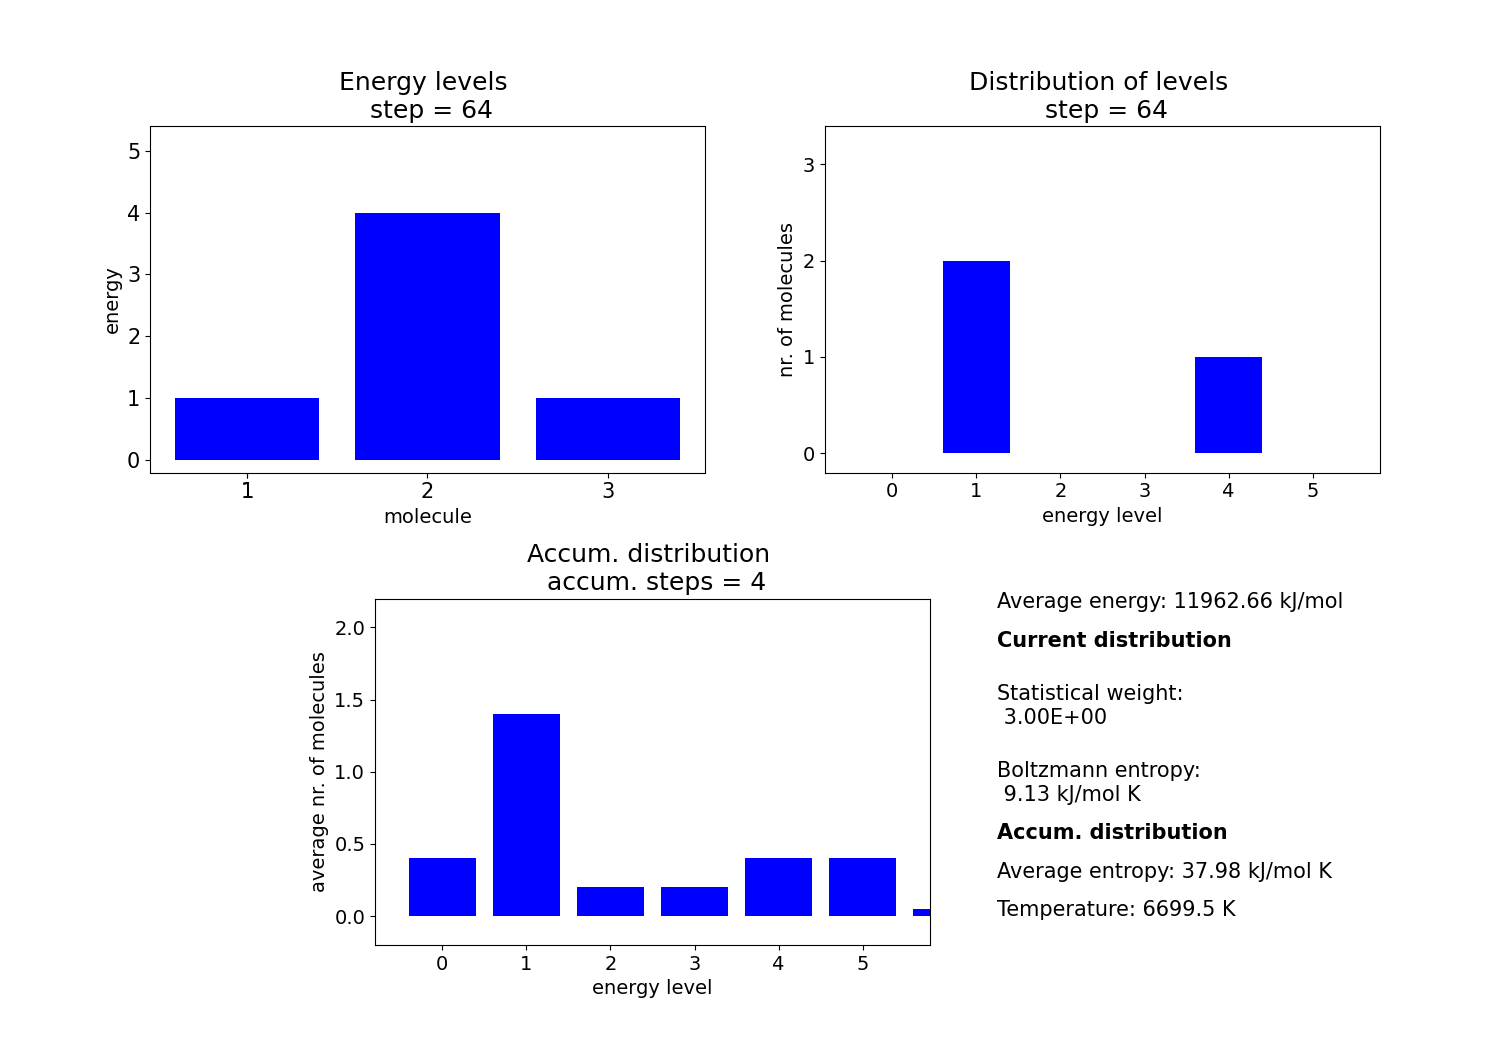 Energy levels
step = 64
5
4
3
2
1
0
energy
1 2 3
molecule
Distribution of levels
step = 64
3
2
1
0
nr. of molecules
0 1 2 3 4 5
energy level
Accum. distribution
accum. steps = 4
2.0
1.5
1.0
0.5
0.0
average nr. of molecules
0 1 2 3 4 5
energy level
Average energy: 11962.66 kJ/mol
Current distribution
Statistical weight:
3.00E+00
Boltzmann entropy:
9.13 kJ/mol K
Accum. distribution
Average entropy: 37.98 kJ/mol K
Temperature: 6699.5 K